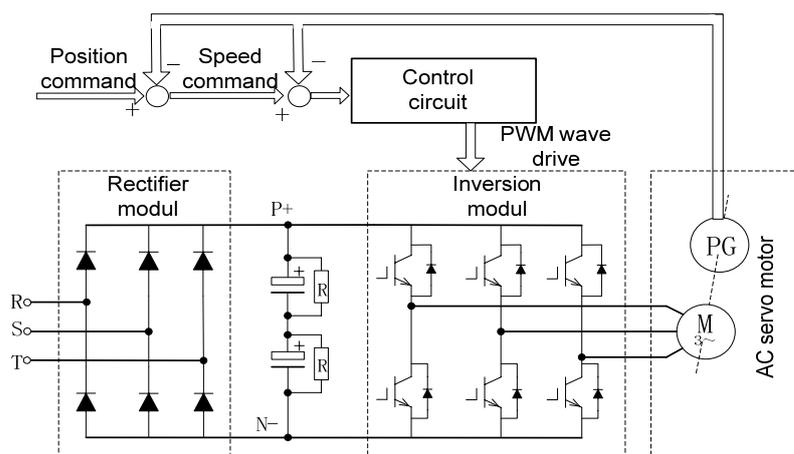 Position
command
Speed
command
−
−
+
+
Control
circuit
PWM wave
drive
Rectifier
modul
P+
Inversion
modul
PG
+
R
R
S
M
3~
+
R
T
N−
AC servo motor